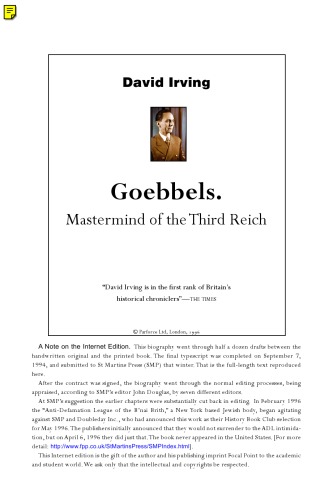 David Irving
Goebbels.
Mastermind of the Third Reich
“David Irving is in the first rank of Britain’s
historical chroniclers”—THE TIMES
© Parforce Ltd, London, 1996
A Note on the Internet Edition. This biography went through half a dozen drafts between the
handwritten original and the printed book. The final typescript was completed on September 7,
1994, and submitted to St Martins Press (SMP) that winter. That is the full-length text reproduced
here.
After the contract was signed, the biography went through the normal editing processes, being
appraised, according to SMP’s editor John Douglas, by seven different editors.
At SMP’s suggestion the earlier chapters were substantially cut back in editing. In February 1996
the “Anti-Defamation League of the B’nai Brith,” a New York based Jewish body, began agitating
against SMP and Doubleday Inc., who had announced this work as their History Book Club selection
for May 1996. The publishers initially announced that they would not surrender to the ADL intimida-
tion, but on April 6, 1996 they did just that. The book never appeared in the United States. [For more
detail: http://www.fpp.co.uk/StMartinsPress/SMPIndex.html].
This Internet edition is the gift of the author and his publishing imprint Focal Point to the academic
and student world. We ask only that the intellectual and copyrights be respected.